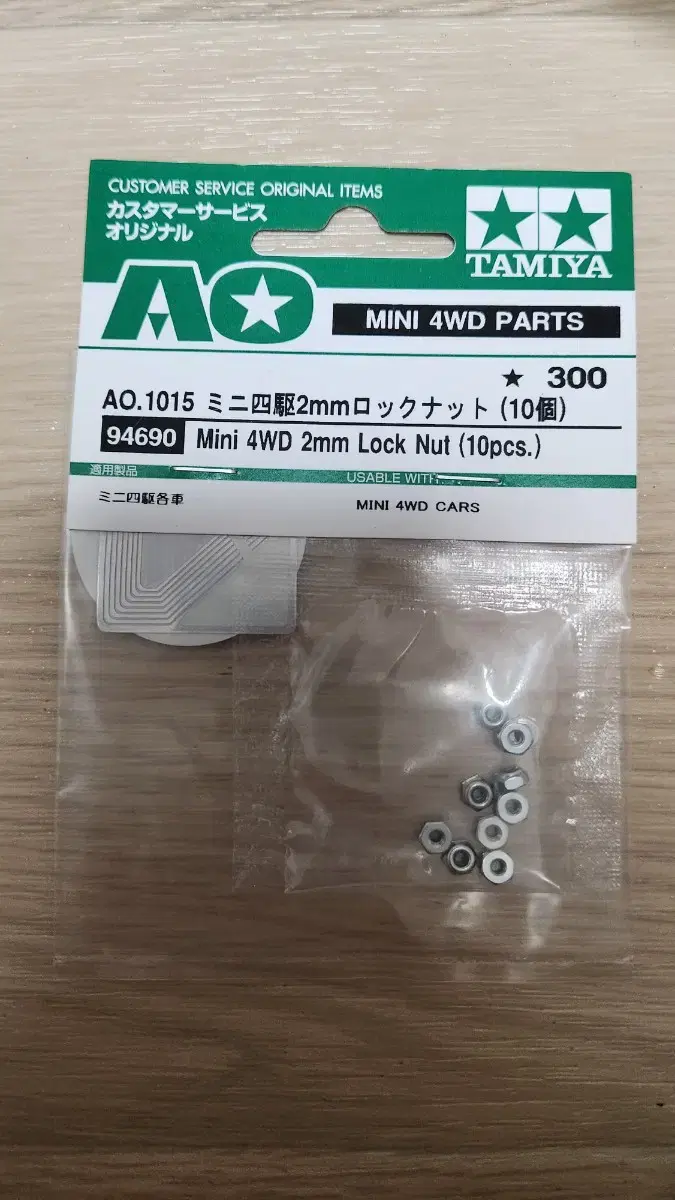 CUSTOMER SERVICE ORIGINAL ITEMS
カスタマーサービス
オリジナル
TAMIYA
AO
MINI 4WD PARTS
★ 300
AO.1015 ミニ四駆2mmロックナット (10個)
94690 Mini 4WD 2mm Lock Nut (10pcs.)
適用製品
USABLE WITH
ミニ四駆各車
MINI 4WD CARS